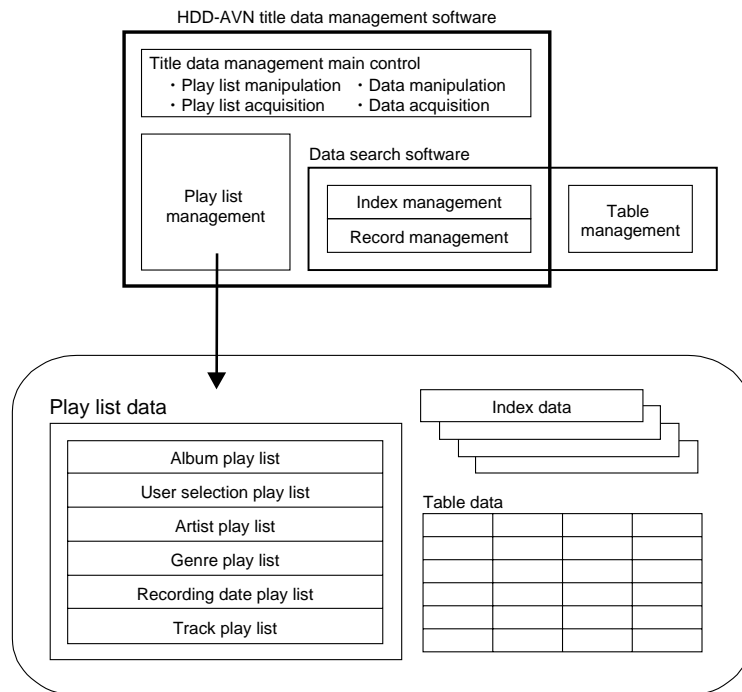 HDD-AVN title data management software
Title data management main control
・Play list manipulation ・Data manipulation
・Play list acquisition ・Data acquisition
Data search software
Play list
management
Index management
Record management
Table
management
Play list data
Album play list
User selection play list
Artist play list
Genre play list
Recording date play list
Track play list
Index data
Table data